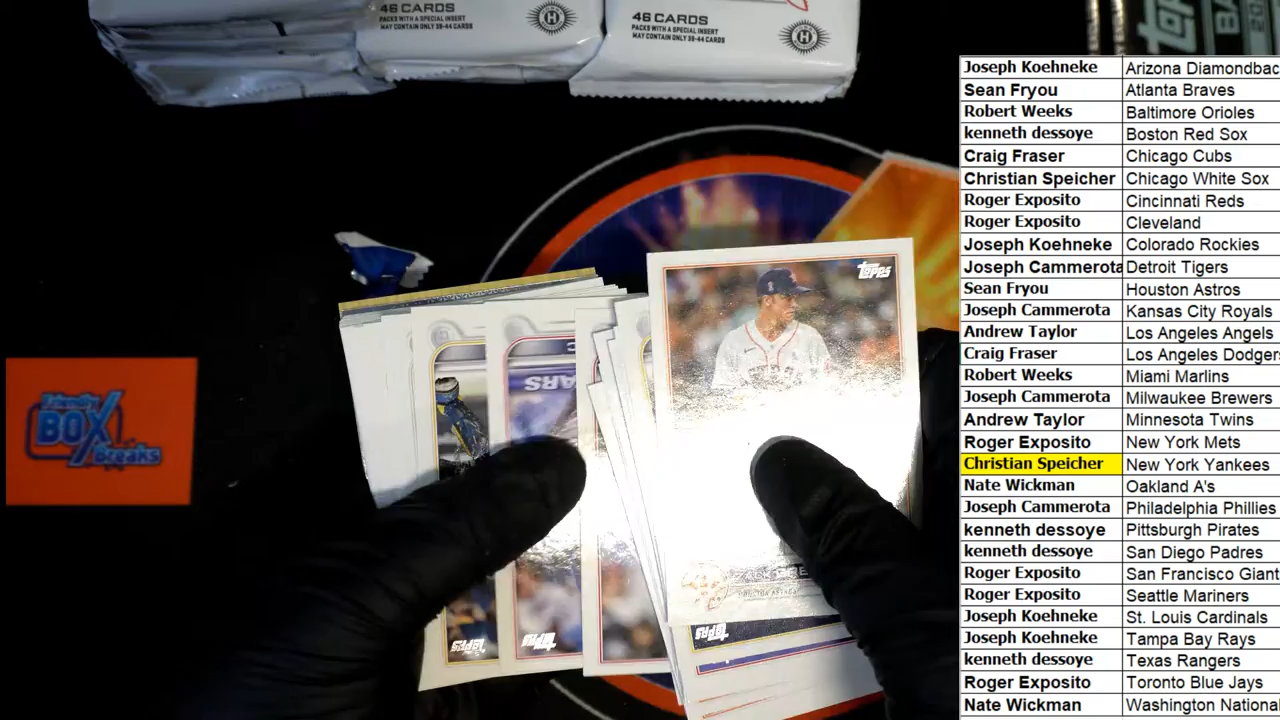 46 CARDS
PACKS WITH A SPECIAL INSERT
MAY CONTAIN ONLY 39-44 CARDS
46 CARDS
PACKS WITH A SPECIAL INSERT
MAY CONTAIN ONLY 39-44 CARDS
Joseph Koehneke Arizona Diamondbac
Sean Fryou Atlanta Braves
Robert Weeks Baltimore Orioles
kenneth dessoye Boston Red Sox
Craig Fraser Chicago Cubs
Christian Speicher Chicago White Sox
Roger Exposito Cincinnati Reds
Roger Exposito Cleveland
Joseph Koehneke Colorado Rockies
Joseph Cammerota Detroit Tigers
Sean Fryou Houston Astros
Joseph Cammerota Kansas City Royals
Andrew Taylor Los Angeles Angels
Craig Fraser Los Angeles Dodgers
Robert Weeks Miami Marlins
Joseph Cammerota Milwaukee Brewers
Andrew Taylor Minnesota Twins
Roger Exposito New York Mets
Christian Speicher New York Yankees
Nate Wickman Oakland A's
Joseph Cammerota Philadelphia Phillies
kenneth dessoye Pittsburgh Pirates
kenneth dessoye San Diego Padres
Roger Exposito San Francisco Giant
Roger Exposito Seattle Mariners
Joseph Koehneke St. Louis Cardinals
Joseph Koehneke Tampa Bay Rays
kenneth dessoye Texas Rangers
Roger Exposito Toronto Blue Jays
Nate Wickman Washington National
TOPPS
Friendly
BOX
Breaks
TOPPS
TOPPS
TOPPS
HOUSTON ASTROS